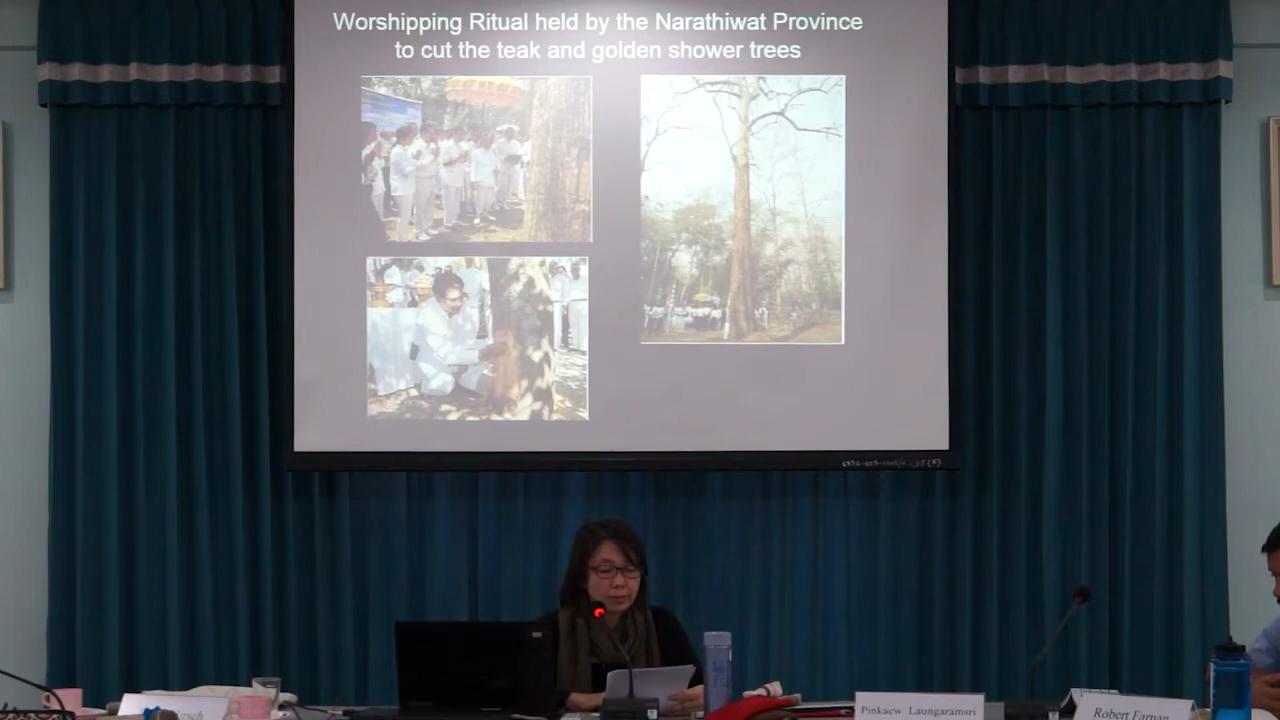 Worshipping Ritual held by the Narathiwat Province
to cut the teak and golden shower trees
Pinkaew Laungaramsri
Robert Farnan